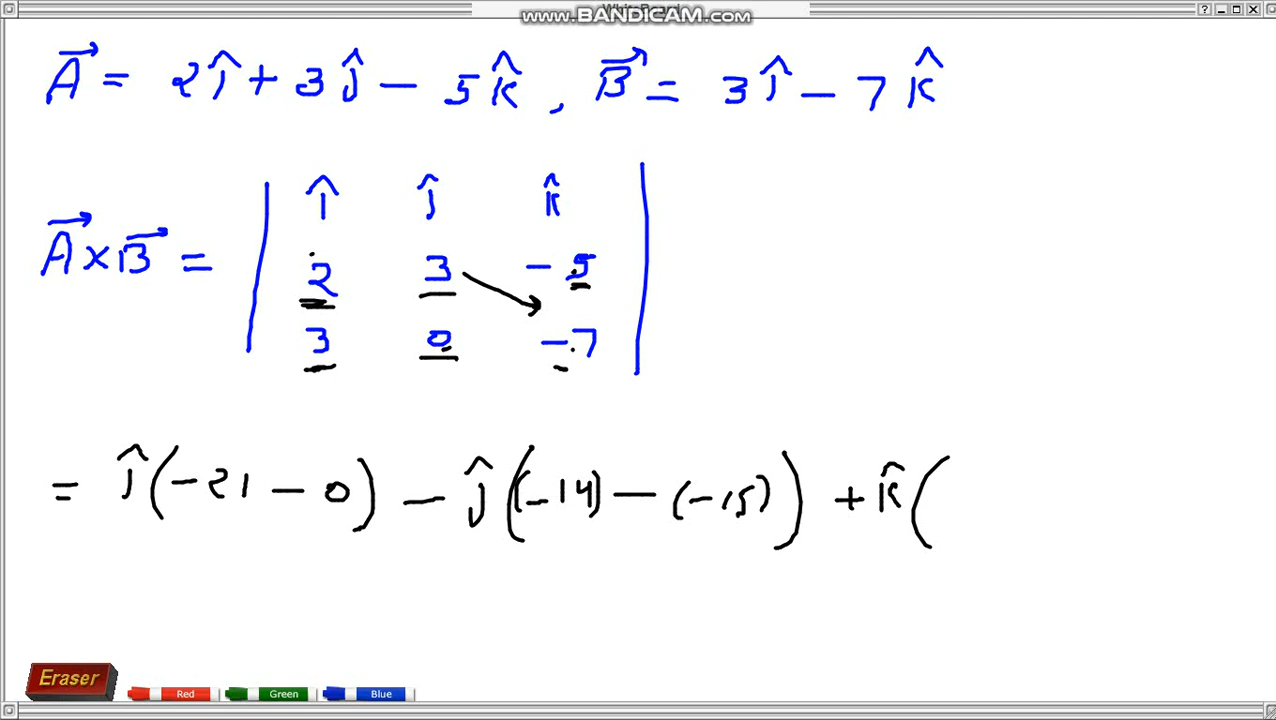 www.BANDICAM.com
A⃗ = 2î + 3ĵ - 5k̂ , B⃗ = 3î - 7k̂
A⃗ × B⃗ = | î ĵ k̂ |
2 3 -5
3 0 -7
= î(-21 - 0) - ĵ((-14) - (-15)) + k̂(
Eraser Red Green Blue